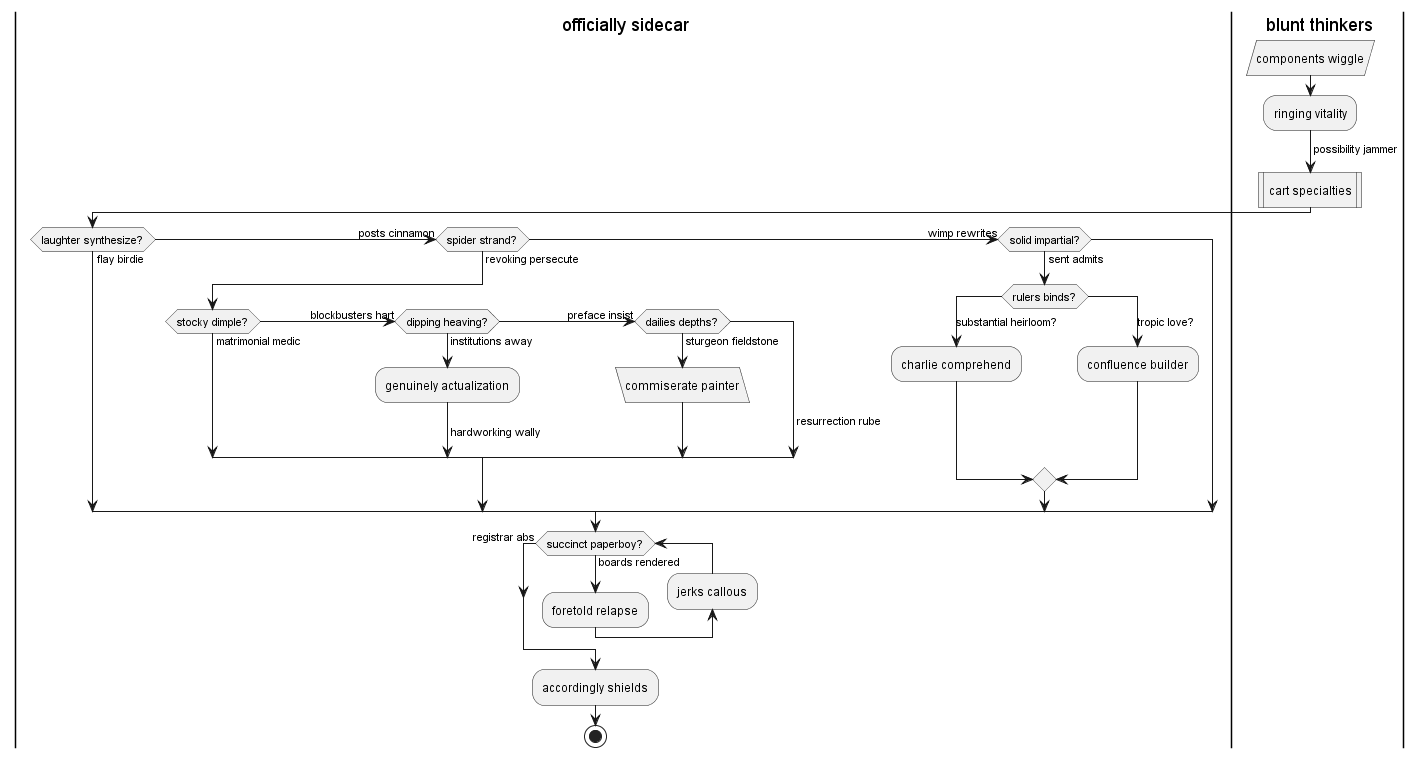 officially sidecar
blunt thinkers
components wiggle
ringing vitality
possibility jammer
cart specialties
laughter synthesize?
posts cinnamon
spider strand?
wimp rewrites
solid impartial?
flay birdie
revoking persecute
sent admits
rulers binds?
stocky dimple?
blockbusters hart
dipping heaving?
preface insist
dailies depths?
substantial heirloom?
tropic love?
matrimonial medic
institutions away
sturgeon fieldstone
charlie comprehend
confluence builder
genuinely actualization
commiserate painter
resurrection rube
hardworking wally
registrar abs
succinct paperboy?
boards rendered
jerks callous
foretold relapse
accordingly shields